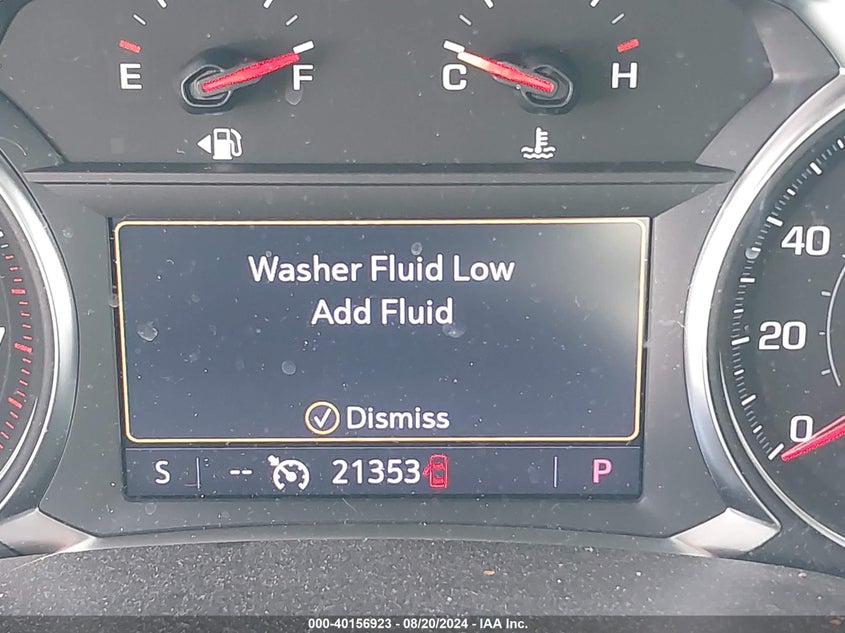 E F C H
Washer Fluid Low
Add Fluid
Dismiss
S -- 21353 P
40
20
0
000-40156923 - 08/20/2024 - IAA Inc.